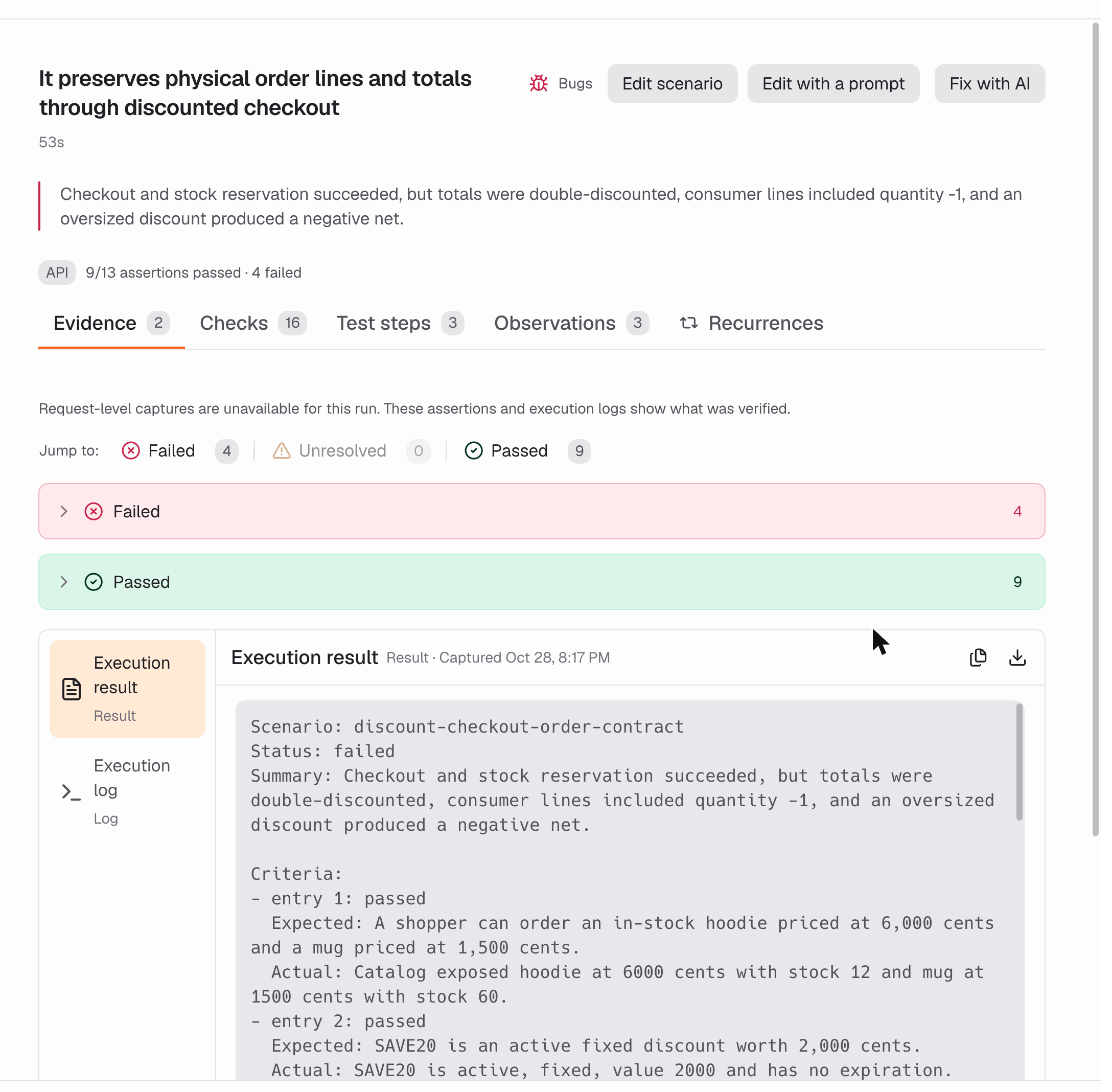 It preserves physical order lines and totals
through discounted checkout
Bugs
Edit scenario
Edit with a prompt
Fix with AI
53s
Checkout and stock reservation succeeded, but totals were double-discounted, consumer lines included quantity -1, and an
oversized discount produced a negative net.
API 9/13 assertions passed · 4 failed
Evidence 2 Checks 16 Test steps 3 Observations 3 Recurrences
Request-level captures are unavailable for this run. These assertions and execution logs show what was verified.
Jump to: Failed 4 Unresolved 0 Passed 9
Failed 4
Passed 9
Execution
result
Result
Execution
log
Log
Execution result Result · Captured Oct 28, 8:17 PM
Scenario: discount-checkout-order-contract
Status: failed
Summary: Checkout and stock reservation succeeded, but totals were
double-discounted, consumer lines included quantity -1, and an oversized
discount produced a negative net.
Criteria:
- entry 1: passed
Expected: A shopper can order an in-stock hoodie priced at 6,000 cents
and a mug priced at 1,500 cents.
Actual: Catalog exposed hoodie at 6000 cents with stock 12 and mug at
1500 cents with stock 60.
- entry 2: passed
Expected: SAVE20 is an active fixed discount worth 2,000 cents.
Actual: SAVE20 is active, fixed, value 2000 and has no expiration.